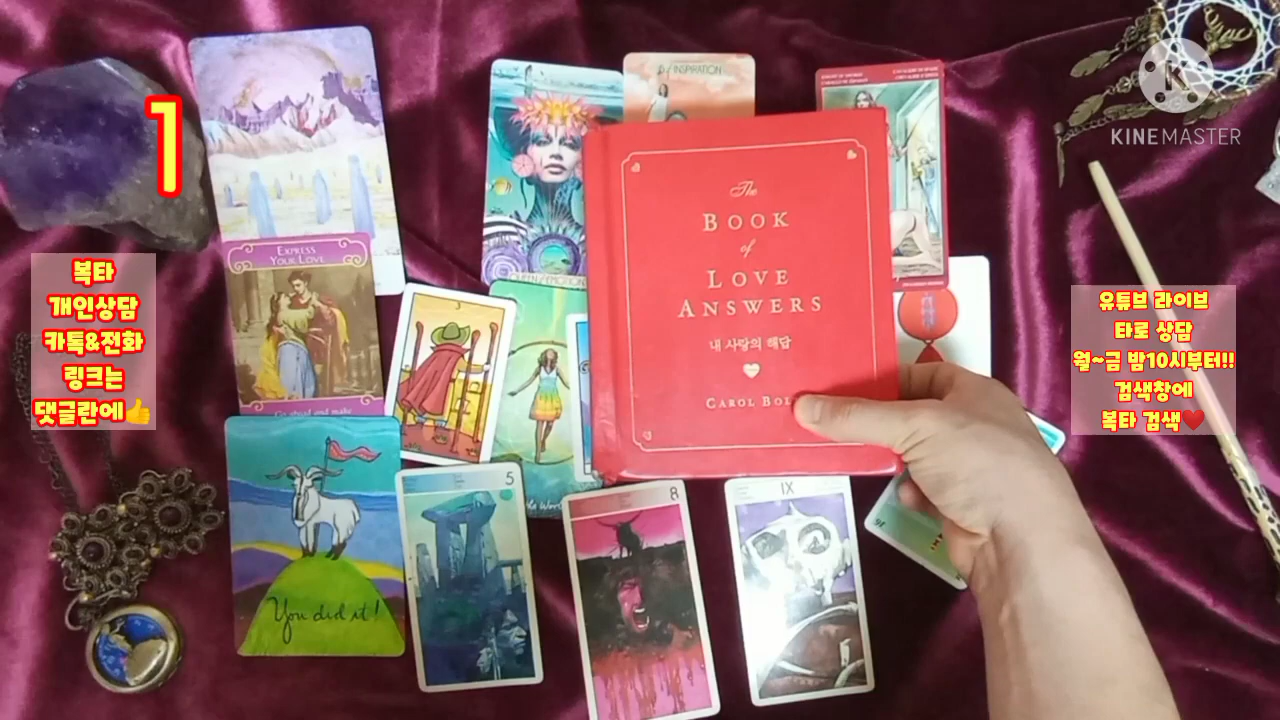 1
복타
개인상담
카톡&전화
링크는
댓글란에👍
EXPRESS
YOUR LOVE
You did it!
5
8
IX
INSPIRATION
The
BOOK
of
LOVE
ANSWERS
내 사랑의 해답
CAROL
KINEMASTER
유튜브 라이브
타로 상담
월~금 밤10시부터!!
검색창에
복타 검색♥️